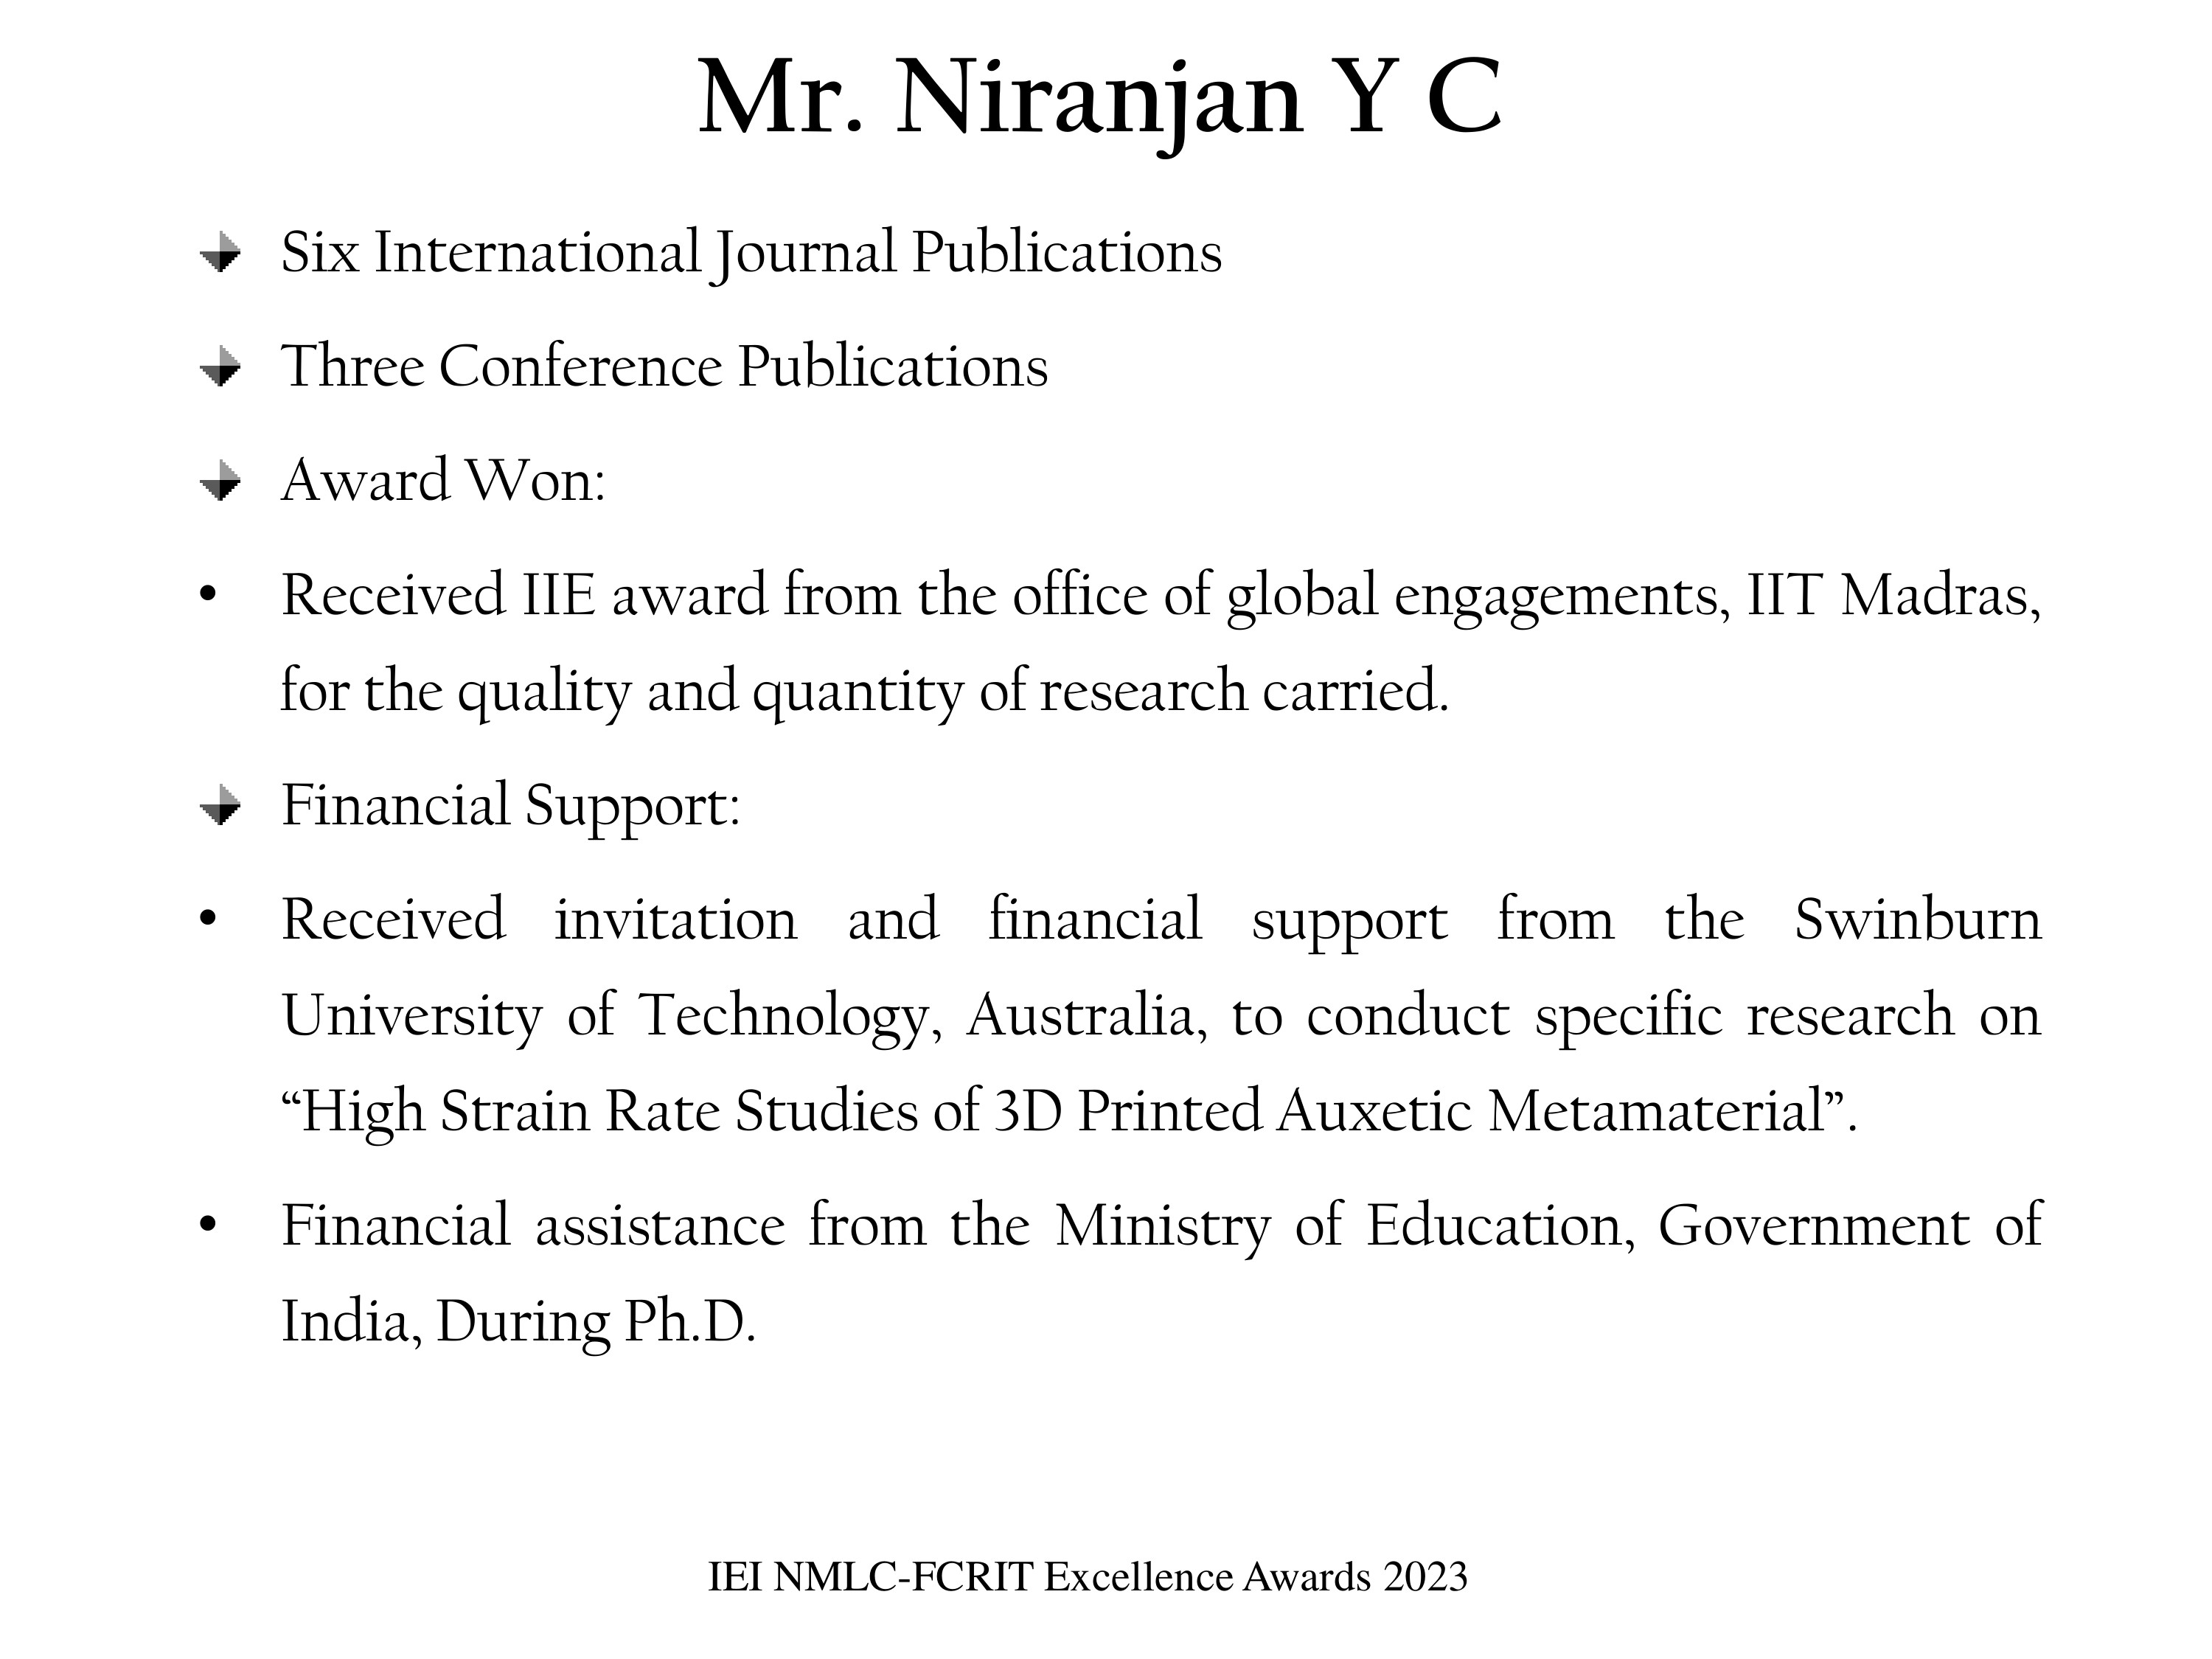 Mr. Niranjan Y C
Six International Journal Publications
Three Conference Publications
Award Won:
• Received IIE award from the office of global engagements, IIT Madras,
for the quality and quantity of research carried.
Financial Support:
• Received invitation and financial support from the Swinburn
University of Technology, Australia, to conduct specific research on
“High Strain Rate Studies of 3D Printed Auxetic Metamaterial”.
• Financial assistance from the Ministry of Education, Government of
India, During Ph.D.
IEI NMLC-FCRIT Excellence Awards 2023